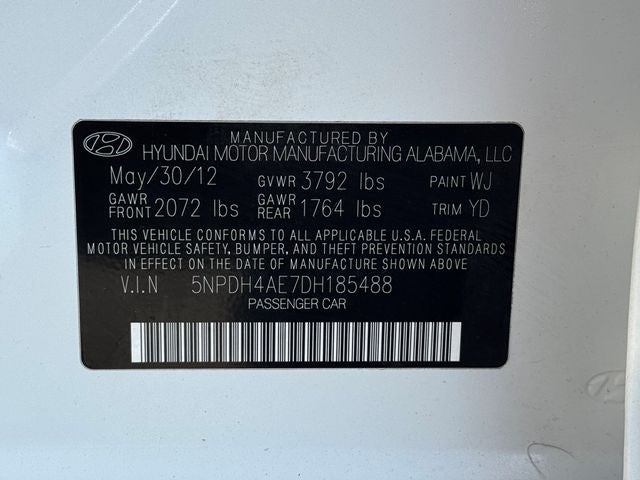 MANUFACTURED BY
HYUNDAI MOTOR MANUFACTURING ALABAMA, LLC
May/30/12 GVWR 3792 lbs PAINT WJ
GAWR FRONT 2072 lbs GAWR REAR 1764 lbs TRIM YD
THIS VEHICLE CONFORMS TO ALL APPLICABLE U.S.A. FEDERAL
MOTOR VEHICLE SAFETY, BUMPER, AND THEFT PREVENTION STANDARDS
IN EFFECT ON THE DATE OF MANUFACTURE SHOWN ABOVE
V.I.N 5NPDH4AE7DH185488
PASSENGER CAR